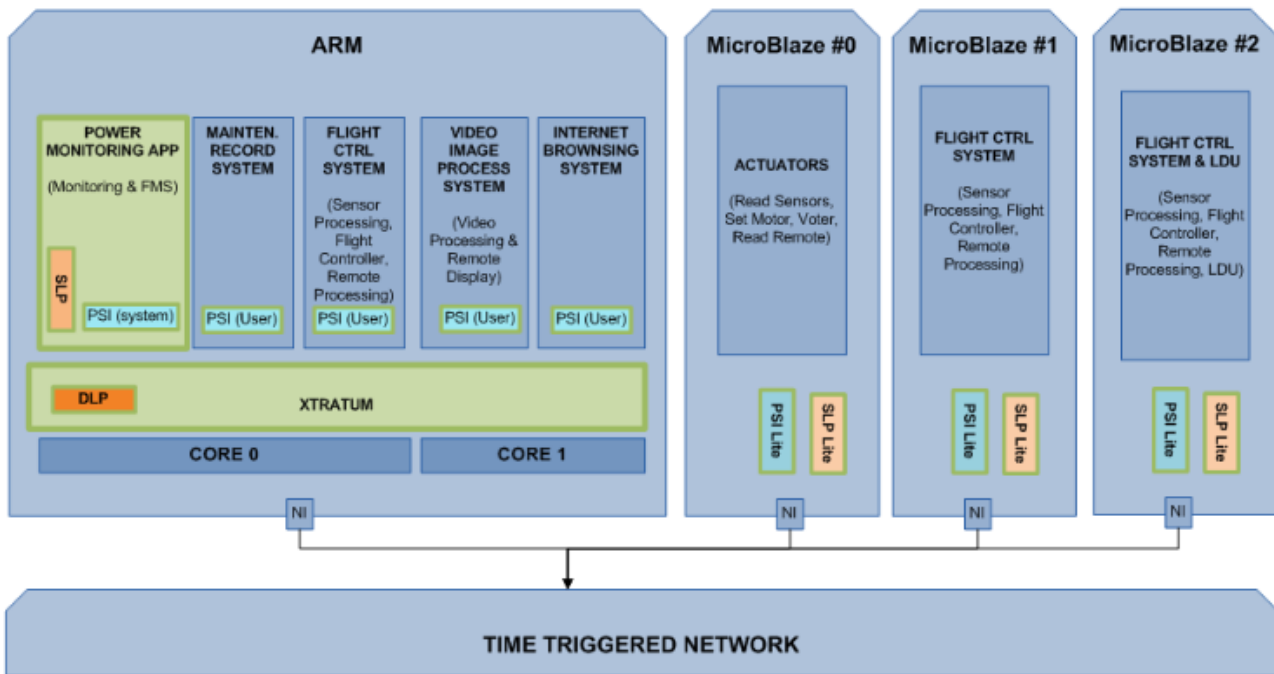 ARM
POWER
MONITORING APP
(Monitoring & FMS)
SLP
PSI (system)
MAINTEN.
RECORD
SYSTEM
PSI (User)
FLIGHT
CTRL
SYSTEM
(Sensor
Processing,
Flight
Controller,
Remote
Processing)
PSI (User)
VIDEO
IMAGE
PROCESS
SYSTEM
(Video
Processing &
Remote
Display)
PSI (User)
INTERNET
BROWNSING
SYSTEM
PSI (User)
DLP
XTRATUM
CORE 0
CORE 1
NI
MicroBlaze #0
ACTUATORS
(Read Sensors,
Set Motor, Voter,
Read Remote)
PSI Lite
SLP Lite
NI
MicroBlaze #1
FLIGHT CTRL
SYSTEM
(Sensor
Processing, Flight
Controller,
Remote
Processing)
PSI Lite
SLP Lite
NI
MicroBlaze #2
FLIGHT CTRL
SYSTEM & LDU
(Sensor
Processing, Flight
Controller,
Remote
Processing, LDU)
PSI Lite
SLP Lite
NI
TIME TRIGGERED NETWORK